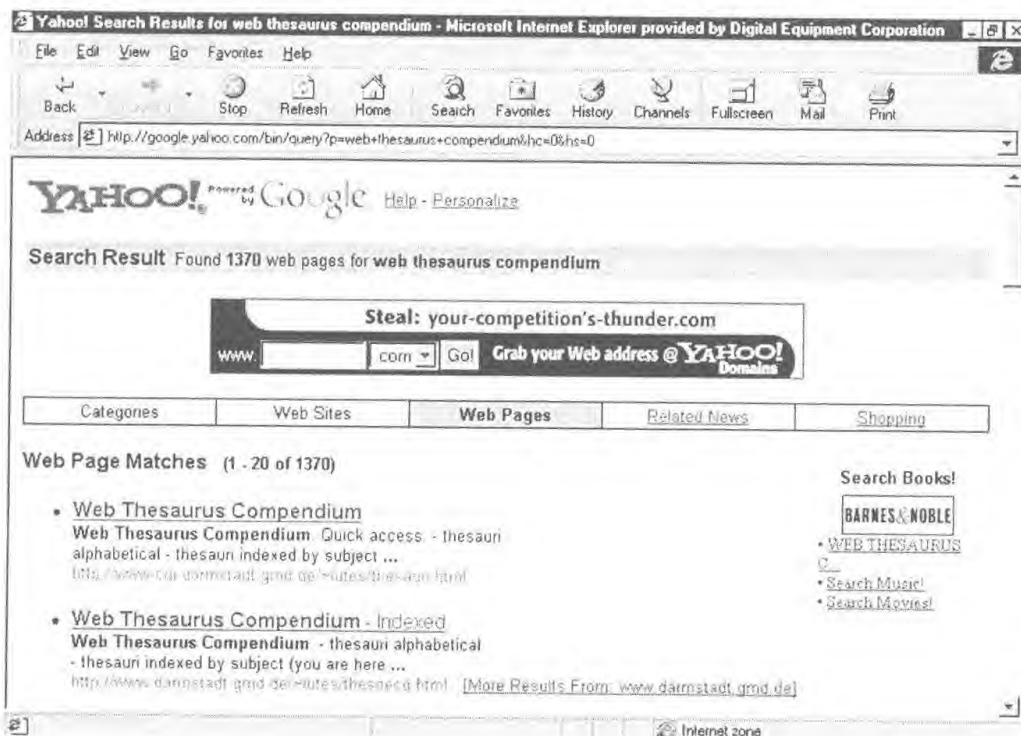 Yahoo! Search Results for web thesaurus compendium - Microsoft Internet Explorer provided by Digital Equipment Corporation
File Edit View Go Favorites Help
Back Stop Refresh Home Search Favorites History Channels Fullscreen Mail Print
Address http://google.yahoo.com/bin/query?p=web+thesaurus+compendium&hc=0&hs=0
YAHOO! Powered by Google Help - Personalize
Search Result Found 1370 web pages for web thesaurus compendium
Steal: your-competition's-thunder.com
www. com Go! Grab your Web address @ YAHOO! Domains
Categories Web Sites Web Pages Related News Shopping
Web Page Matches (1 - 20 of 1370)
Search Books!
BARNES&NOBLE
• WEB THESAURUS
C...
• Search Music!
• Search Movies!
• Web Thesaurus Compendium
Web Thesaurus Compendium. Quick access. - thesauri
alphabetical - thesauri indexed by subject ...
• Web Thesaurus Compendium - Indexed
Web Thesaurus Compendium - thesauri alphabetical
- thesauri indexed by subject (you are here ...
[More Results From: www.darmstadt.gmd.de]
Internet zone